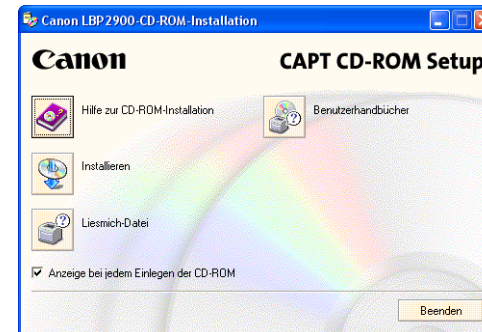 Canon LBP2900-CD-ROM-Installation
Canon
CAPT CD-ROM Setup
Hilfe zur CD-ROM-Installation
Benutzerhandbücher
Installieren
Liesmich-Datei
Anzeige bei jedem Einlegen der CD-ROM
Beenden